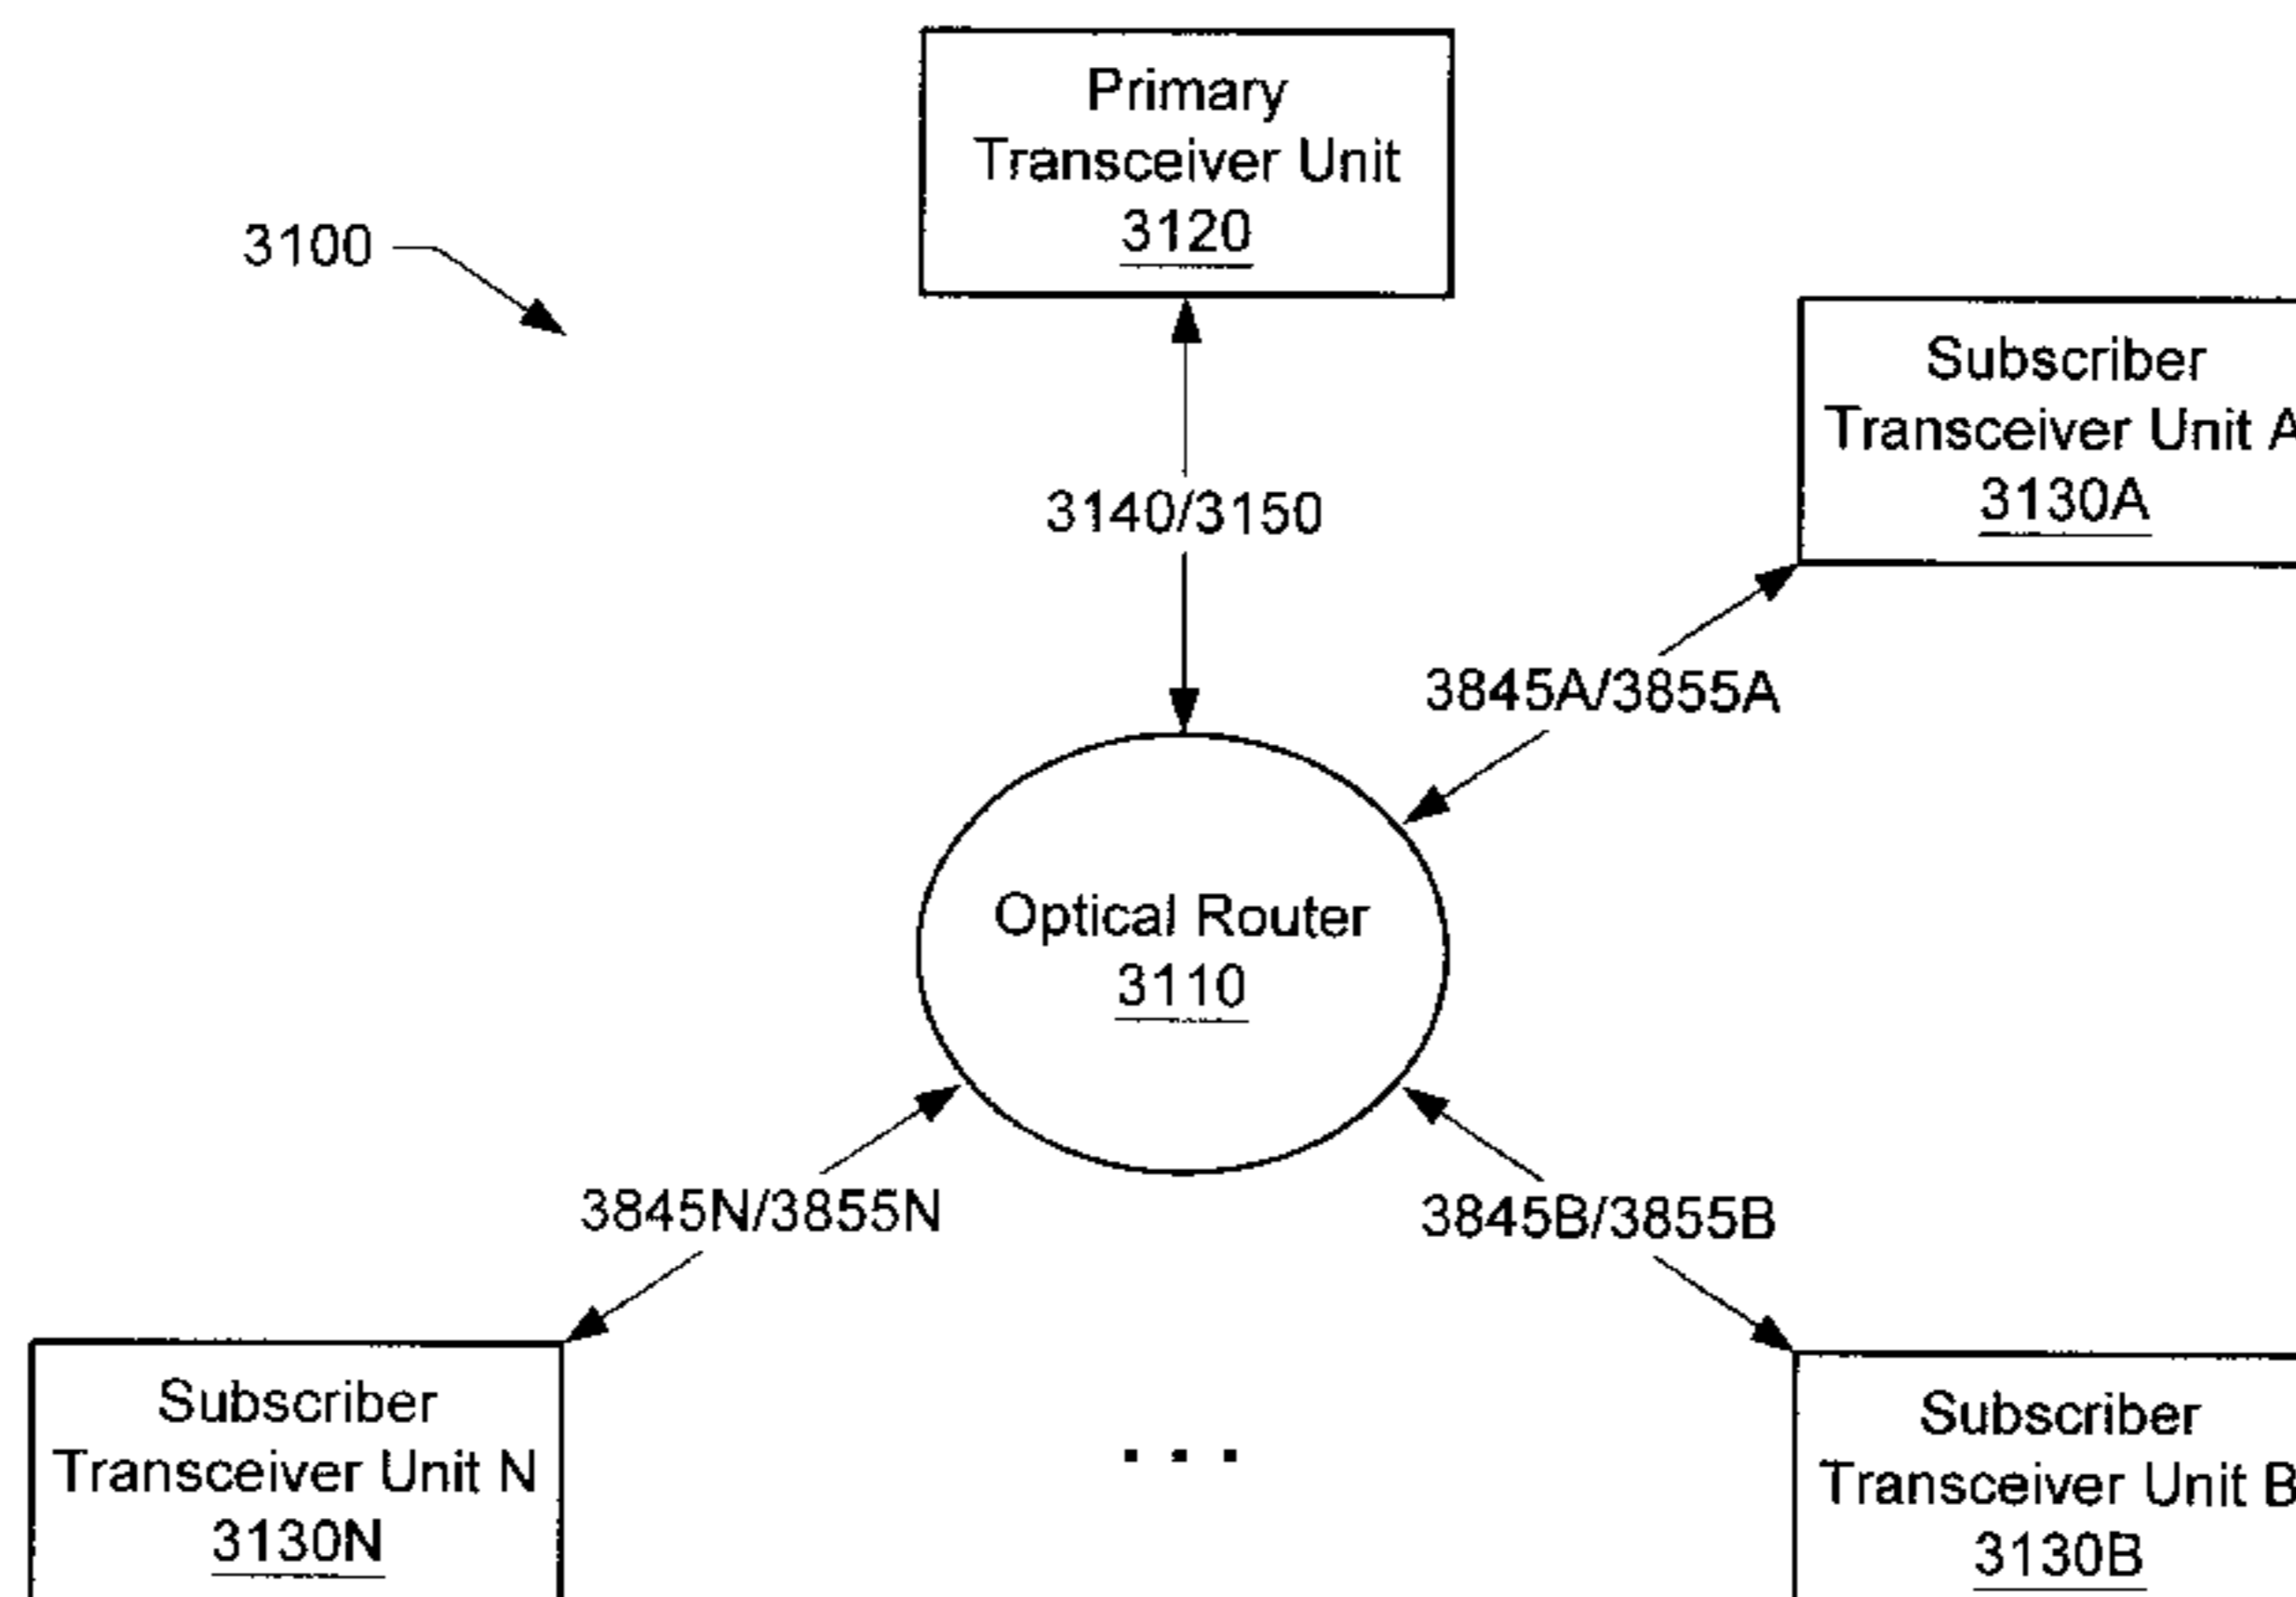 Primary
Transceiver Unit
3120
3100
Subscriber
Transceiver Unit A
3130A
3140/3150
3845A/3855A
Optical Router
3110
3845N/3855N
3845B/3855B
Subscriber
Transceiver Unit N
3130N
...
Subscriber
Transceiver Unit B
3130B